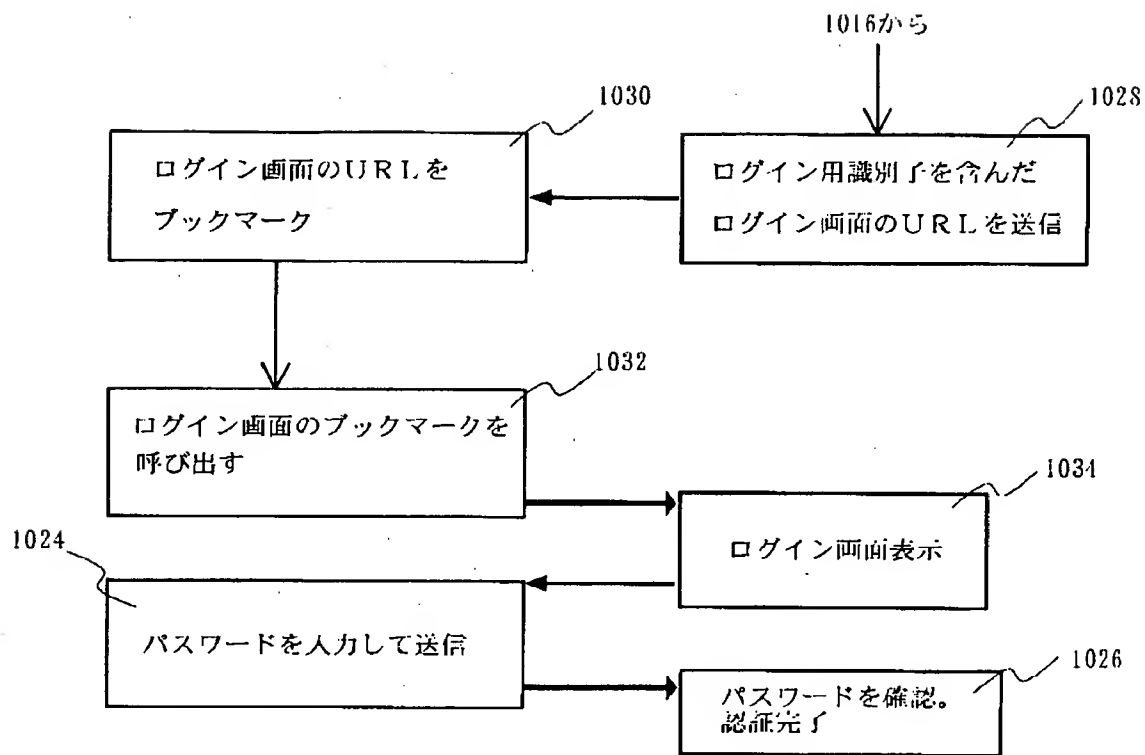 1016から
1028
ログイン用識別子を含んだ
ログイン画面のURLを送信
1030
ログイン画面のURLを
ブックマーク
1032
ログイン画面のブックマークを
呼び出す
1034
ログイン画面表示
1024
パスワードを入力して送信
1026
パスワードを確認。
認証完了